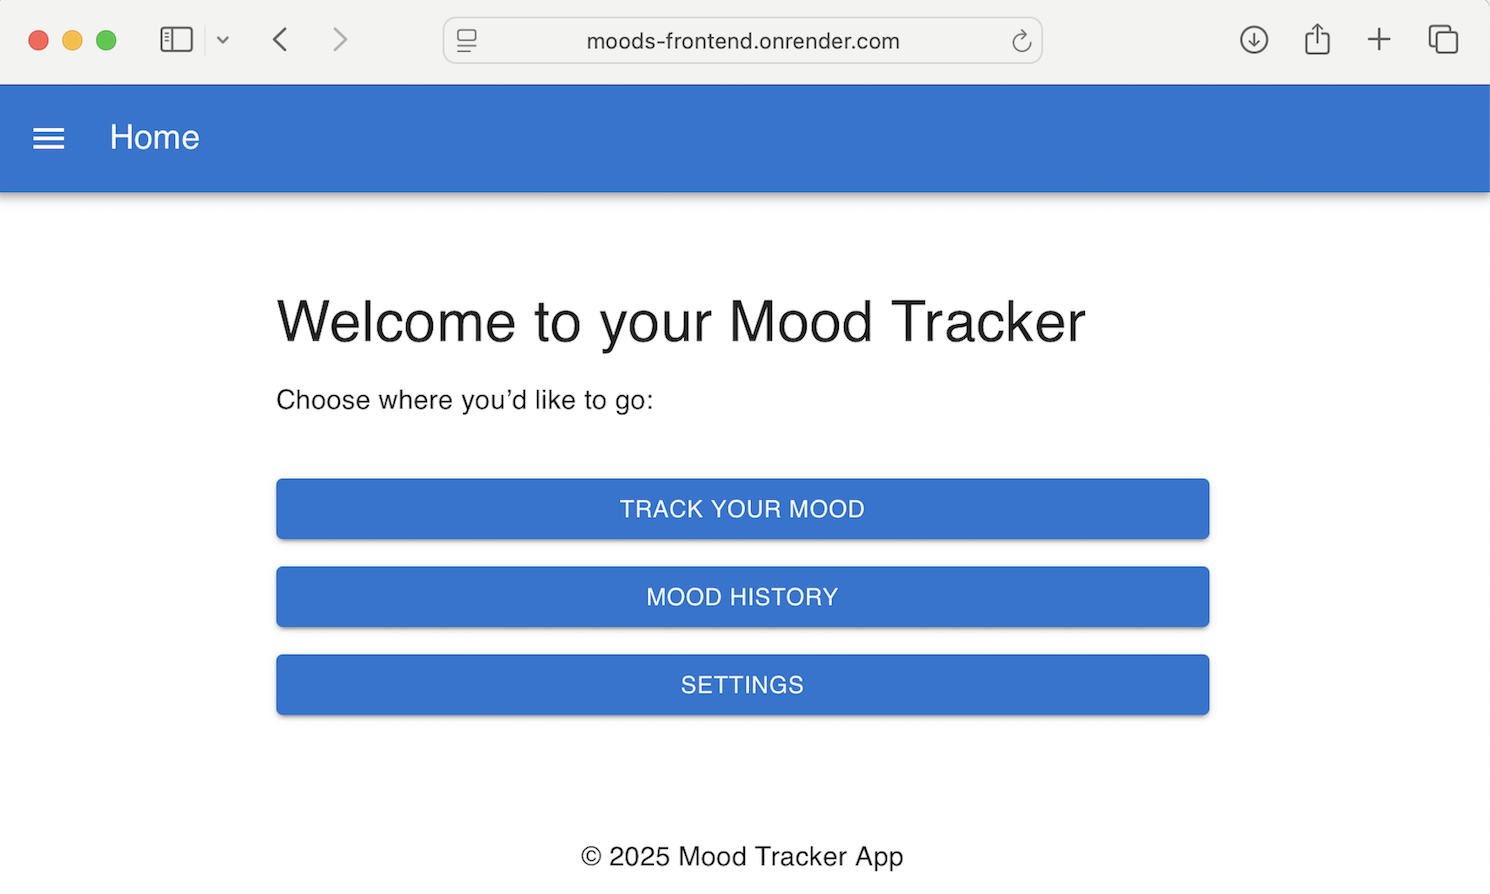 moods-frontend.onrender.com
Home
Welcome to your Mood Tracker
Choose where you’d like to go:
TRACK YOUR MOOD
MOOD HISTORY
SETTINGS
© 2025 Mood Tracker App